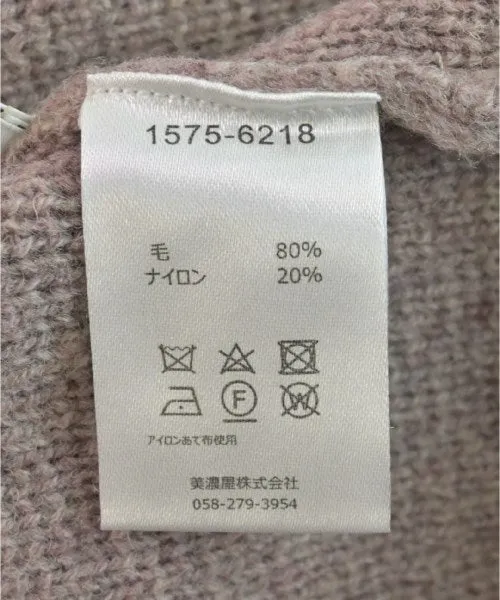 1575-6218
毛 80%
ナイロン 20%
F W
アイロンあて布使用
美濃屋株式会社
058-279-3954